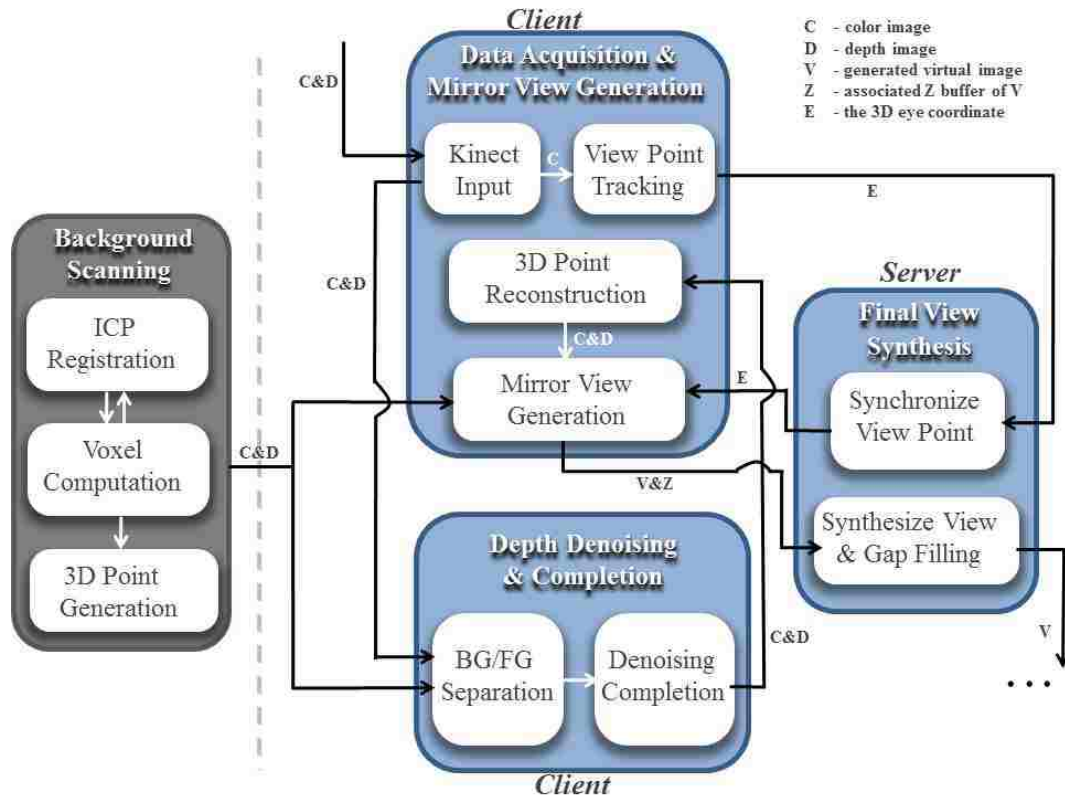 Client
C - color image
D - depth image
V - generated virtual image
Z - associated Z buffer of V
E - the 3D eye coordinate
Data Acquisition &
Mirror View Generation
C&D
Kinect
Input
C
View Point
Tracking
E
Background
Scanning
C&D
3D Point
Reconstruction
Server
Final View
Synthesis
ICP
Registration
C&D
Mirror View
Generation
E
Synchronize
View Point
Voxel
Computation
C&D
V&Z
Synthesize View
& Gap Filling
3D Point
Generation
Depth Denoising
& Completion
C&D
V
BG/FG
Separation
Denoising
Completion
...
Client